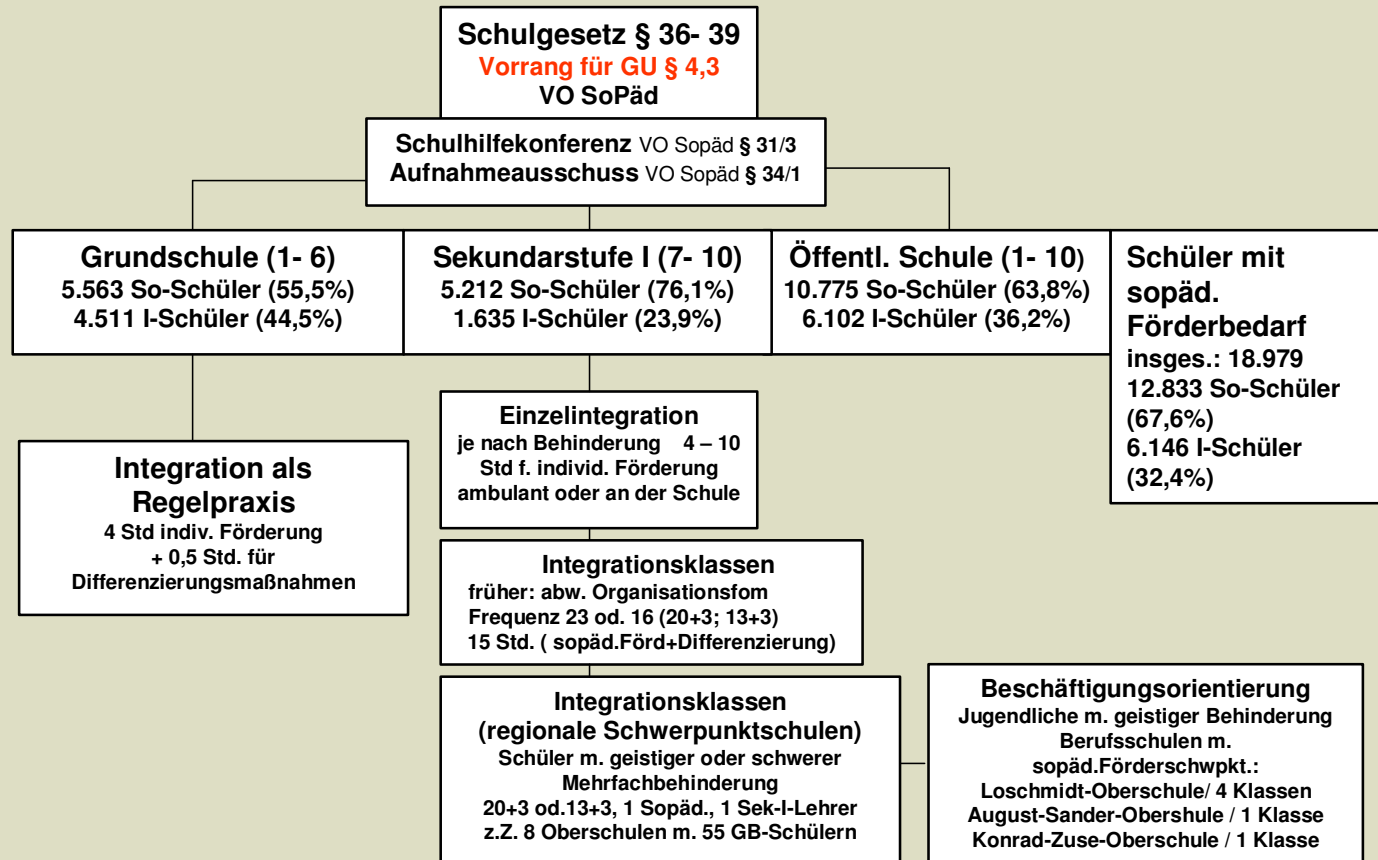 Schulgesetz § 36- 39
Vorrang für GU § 4,3
VO SoPäd
Schulhilfekonferenz VO Sopäd § 31/3
Aufnahmeausschuss VO Sopäd § 34/1
Grundschule (1- 6)
5.563 So-Schüler (55,5%)
4.511 I-Schüler (44,5%)
Sekundarstufe I (7- 10)
5.212 So-Schüler (76,1%)
1.635 I-Schüler (23,9%)
Öffentl. Schule (1- 10)
10.775 So-Schüler (63,8%)
6.102 I-Schüler (36,2%)
Schüler mit
sopäd.
Förderbedarf
insges.: 18.979
12.833 So-Schüler
(67,6%)
6.146 I-Schüler
(32,4%)
Integration als
Regelpraxis
4 Std indiv. Förderung
+ 0,5 Std. für
Differenzierungsmaßnahmen
Einzelintegration
je nach Behinderung 4 – 10
Std f. individ. Förderung
ambulant oder an der Schule
Integrationsklassen
früher: abw. Organisationsfom
Frequenz 23 od. 16 (20+3; 13+3)
15 Std. ( sopäd.Förd+Differenzierung)
Integrationsklassen
(regionale Schwerpunktschulen)
Schüler m. geistiger oder schwerer
Mehrfachbehinderung
20+3 od.13+3, 1 Sopäd., 1 Sek-I-Lehrer
z.Z. 8 Oberschulen m. 55 GB-Schülern
Beschäftigungsorientierung
Jugendliche m. geistiger Behinderung
Berufsschulen m.
sopäd.Förderschwpkt.:
Loschmidt-Oberschule/ 4 Klassen
August-Sander-Obershule / 1 Klasse
Konrad-Zuse-Oberschule / 1 Klasse